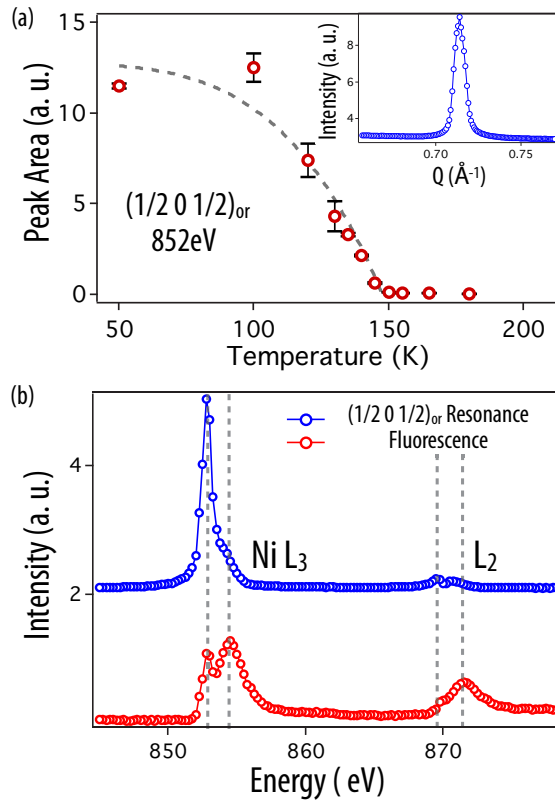 (a)
15
10
5
0
Peak Area (a. u.)
(1/2 0 1/2)or
852eV
50
100
150
200
Temperature (K)
8
6
4
Intensity (a. u.)
0.70
0.75
Q (Å-1)
(b)
(1/2 0 1/2)or Resonance
Fluorescence
4
2
Intensity (a. u.)
Ni L3
L2
850
860
870
Energy ( eV)